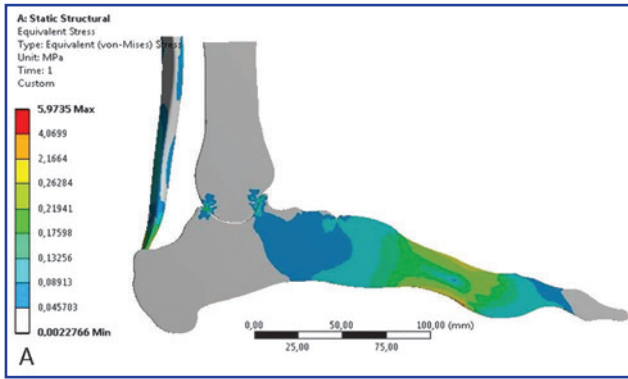 A: Static Structural
Equivalent Stress
Type: Equivalent (von-Mises) Stress
Unit: MPa
Time: 1
Custom
5,9735 Max
4,0699
2,1664
0,26284
0,21941
0,17598
0,13256
0,08913
0,045703
0,0022766 Min
0,00 50,00 100,00 (mm)
25,00 75,00
A